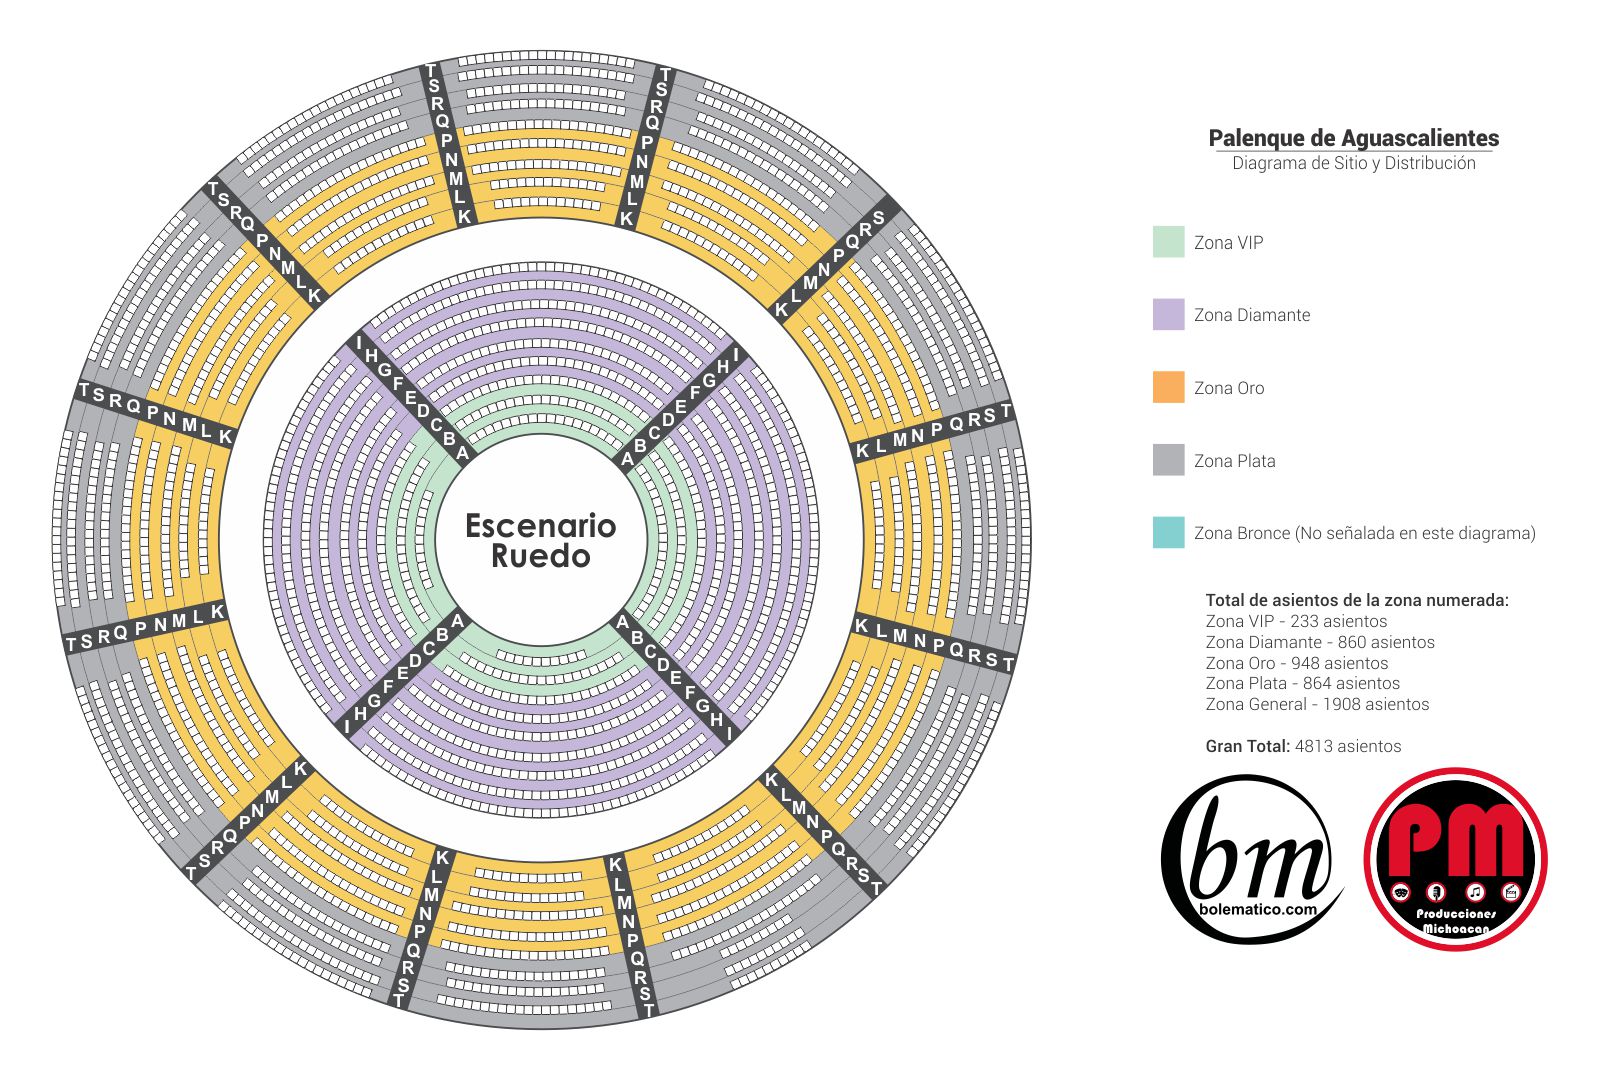 Palenque de Aguascalientes
Diagrama de Sitio y Distribución
Zona VIP
Zona Diamante
Zona Oro
Zona Plata
Zona Bronce (No señalada en este diagrama)
Total de asientos de la zona numerada:
Zona VIP - 233 asientos
Zona Diamante - 860 asientos
Zona Oro - 948 asientos
Zona Plata - 864 asientos
Zona General - 1908 asientos
Gran Total: 4813 asientos
bm
bolematico.com
PM
Producciones
Michoacan
Escenario
Ruedo
T S R Q P N M L K
T S R Q P N M L K
T S R Q P N M L K
S R Q P N M L K
T S R Q P N M L K
K L M N P Q R S T
T S R Q P N M L K
K L M N P Q R S T
K L M N P Q R S T
K L M N P Q R S T
K L M N P Q R S T
K L M N P Q R S T
I H G F E D C B A
I H G F E D C B A
A B C D E F G H I
A B C D E F G H I